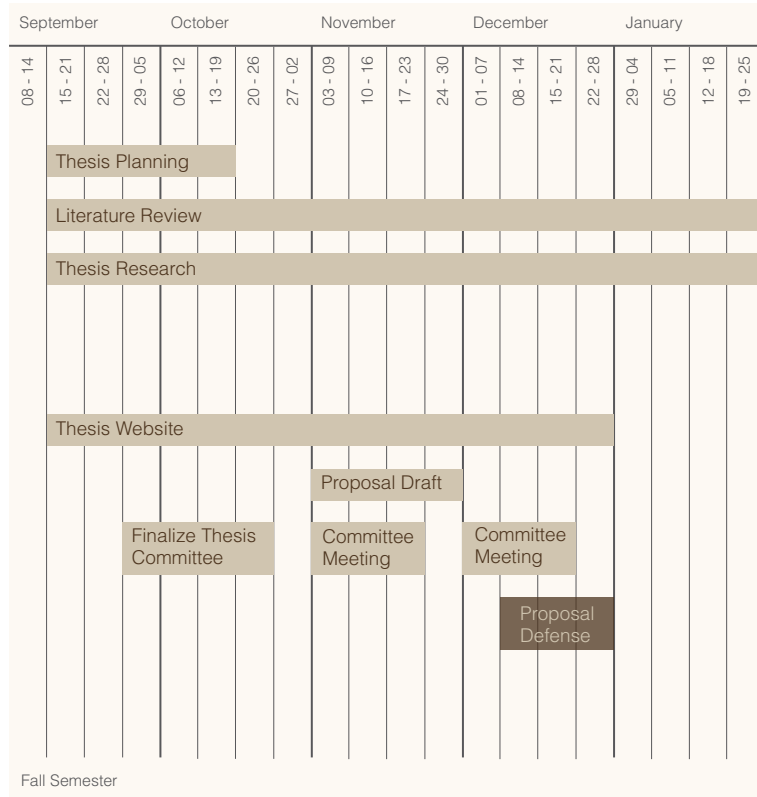 September October November December January
08 - 14 15 - 21 22 - 28 29 - 05 06 - 12 13 - 19 20 - 26 27 - 02 03 - 09 10 - 16 17 - 23 24 - 30 01 - 07 08 - 14 15 - 21 22 - 28 29 - 04 05 - 11 12 - 18 19 - 25
Thesis Planning
Literature Review
Thesis Research
Thesis Website
Proposal Draft
Finalize Thesis
Committee
Committee
Meeting
Committee
Meeting
Proposal
Defense
Fall Semester